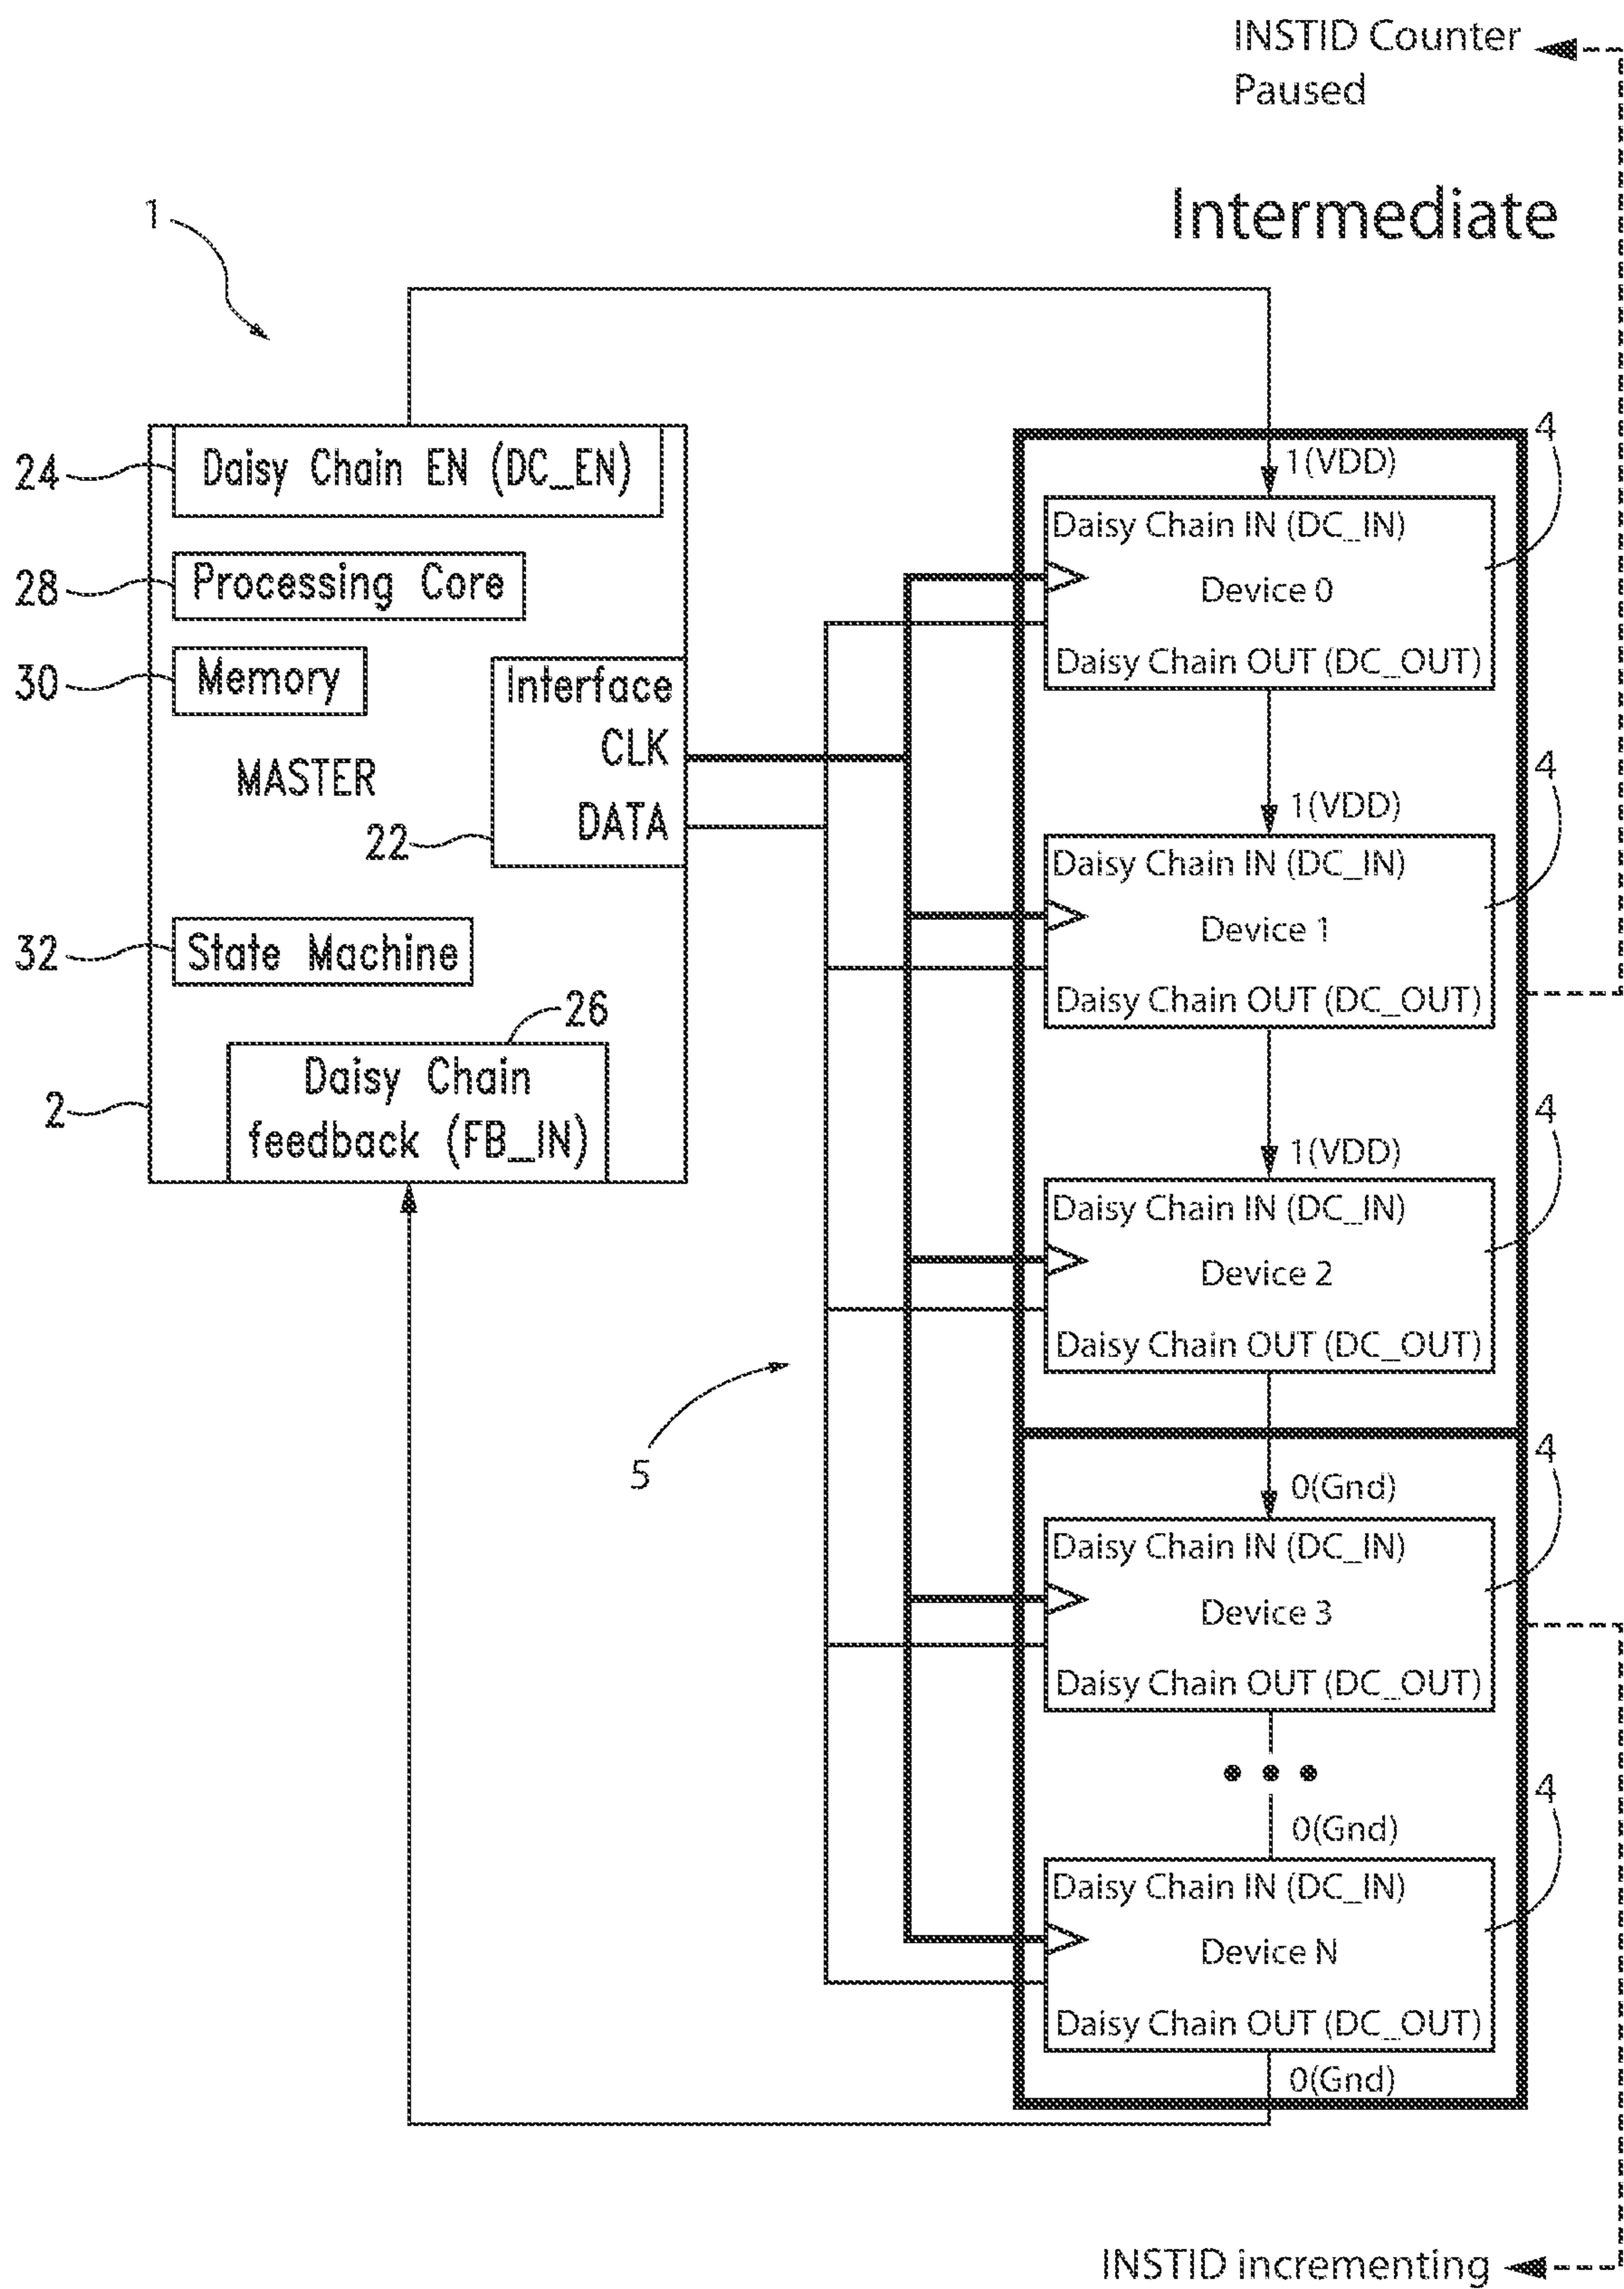 INSTID Counter
Paused
Intermediate
1
24
Daisy Chain EN (DC_EN)
28
Processing Core
30
Memory
Interface
CLK
DATA
MASTER
22
32
State Machine
26
Daisy Chain
feedback (FB_IN)
2
5
1(VDD)
4
Daisy Chain IN (DC_IN)
Device 0
Daisy Chain OUT (DC_OUT)
1(VDD)
4
Daisy Chain IN (DC_IN)
Device 1
Daisy Chain OUT (DC_OUT)
1(VDD)
4
Daisy Chain IN (DC_IN)
Device 2
Daisy Chain OUT (DC_OUT)
0(Gnd)
4
Daisy Chain IN (DC_IN)
Device 3
Daisy Chain OUT (DC_OUT)
0(Gnd)
4
Daisy Chain IN (DC_IN)
Device N
Daisy Chain OUT (DC_OUT)
0(Gnd)
INSTID incrementing